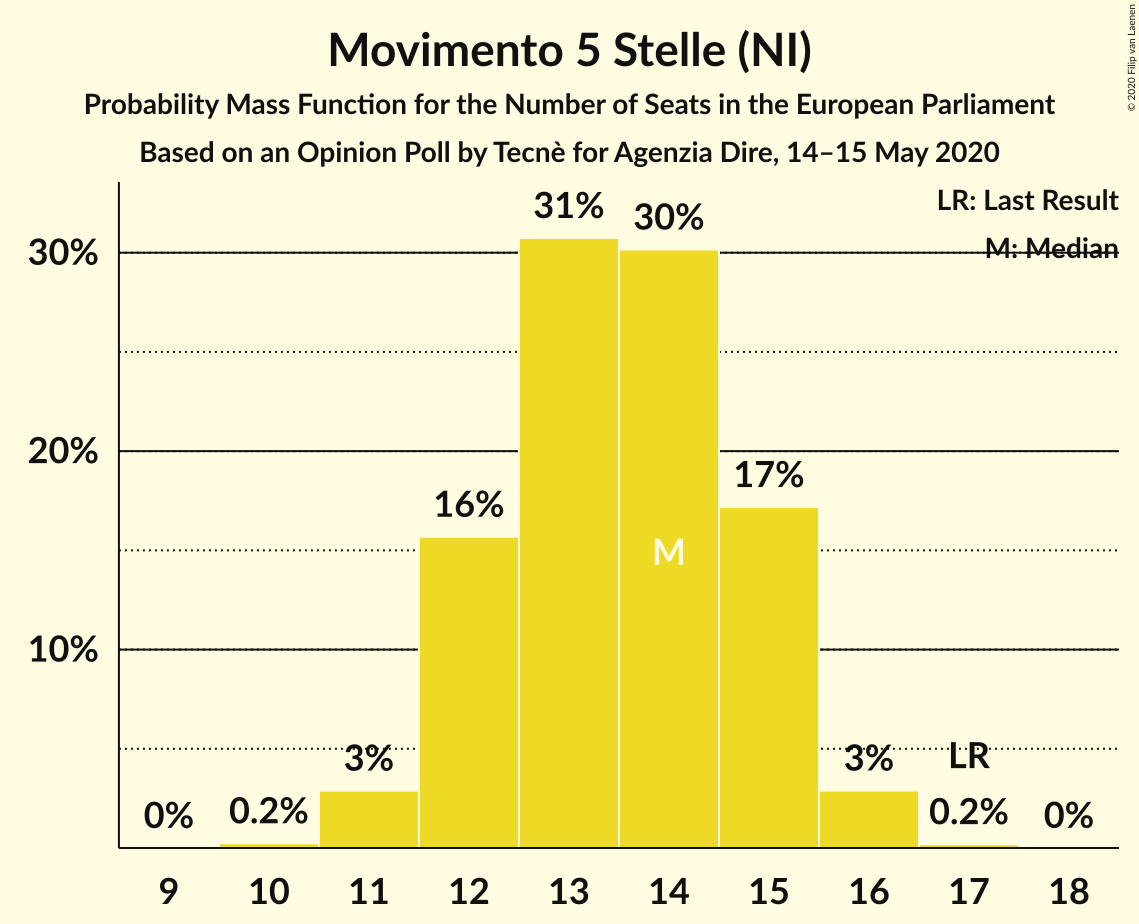 Movimento 5 Stelle (NI)
Probability Mass Function for the Number of Seats in the European Parliament
Based on an Opinion Poll by Tecnè for Agenzia Dire, 14–15 May 2020
© 2020 Filip van Laenen
LR: Last Result
M: Median
30%
20%
10%
0%
0.2%
3%
16%
31%
30%
M
17%
3%
LR
0.2%
0%
9 10 11 12 13 14 15 16 17 18